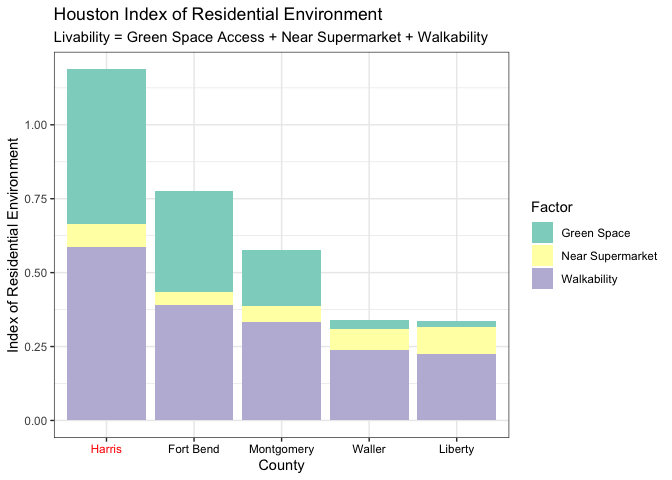 Houston Index of Residential Environment
Livability = Green Space Access + Near Supermarket + Walkability
Index of Residential Environment
1.00
0.75
0.50
0.25
0.00
Harris Fort Bend Montgomery Waller Liberty
County
Factor
Green Space
Near Supermarket
Walkability